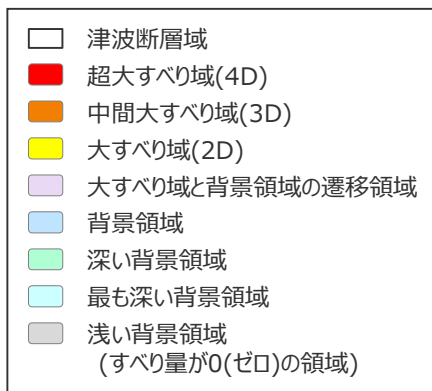 津波断層域
超大すべり域(4D)
中間大すべり域(3D)
大すべり域(2D)
大すべり域と背景領域の遷移領域
背景領域
深い背景領域
最も深い背景領域
浅い背景領域
(すべり量が0(ゼロ)の領域)